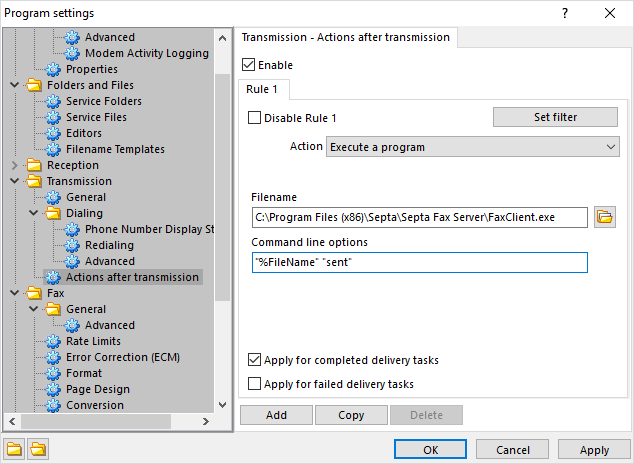 Program settings
?
Advanced
Modem Activity Logging
Properties
Folders and Files
Service Folders
Service Files
Editors
Filename Templates
Reception
Transmission
General
Dialing
Phone Number Display St
Redialing
Advanced
Actions after transmission
Fax
General
Advanced
Rate Limits
Error Correction (ECM)
Format
Page Design
Conversion
Transmission - Actions after transmission
Enable
Rule 1
Disable Rule 1
Set filter
Action
Execute a program
Filename
C:\Program Files (x86)\Septa\Septa Fax Server\FaxClient.exe
Command line options
"%FileName" "sent"
Apply for completed delivery tasks
Apply for failed delivery tasks
Add
Copy
Delete
OK
Cancel
Apply